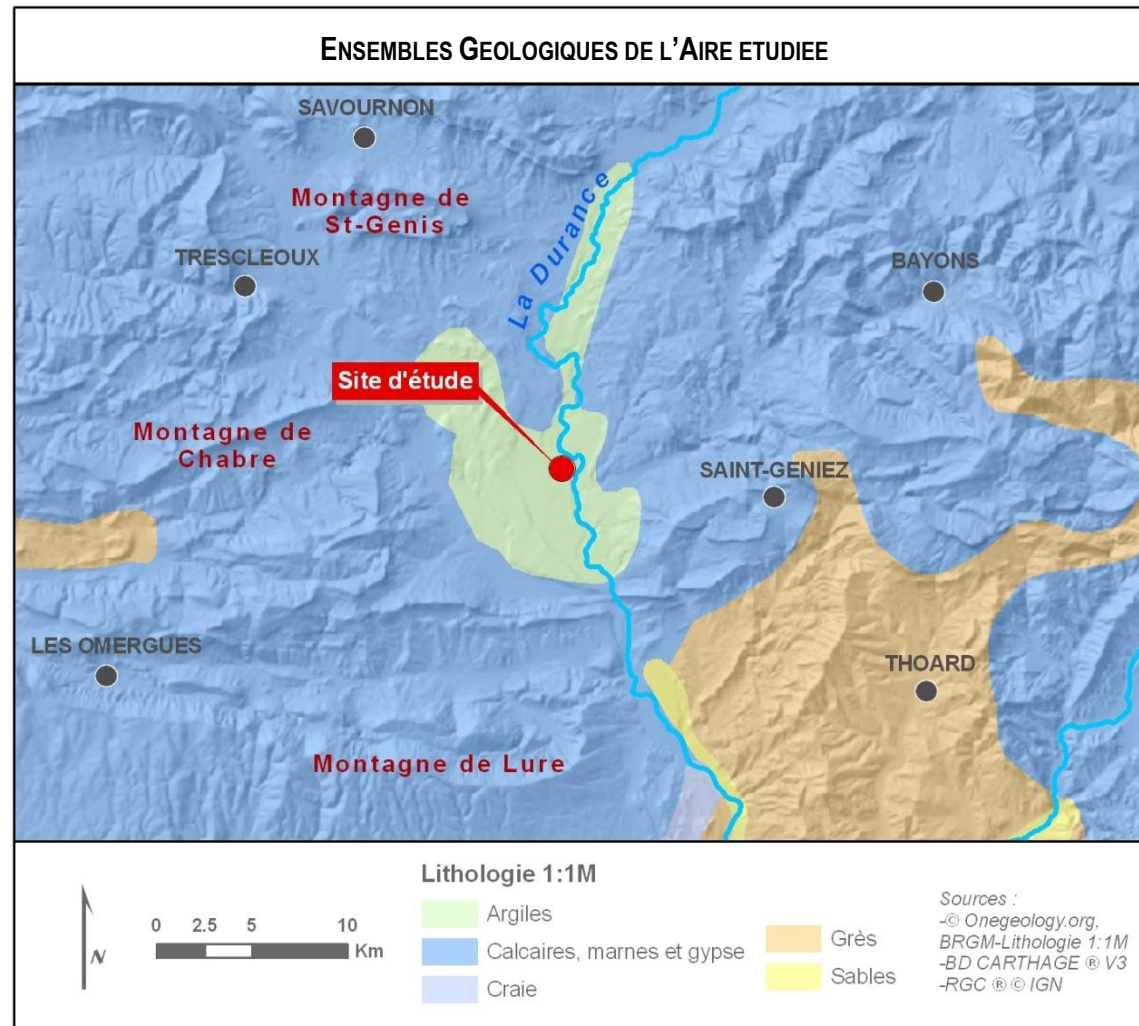 ENSEMBLES GEOLOGIQUES DE L'AIRE ETUDIEE
SAVOURNON
Montagne de
St-Genis
La Durance
TRESCLEOUX
BAYONS
Site d'étude
Montagne de
Chabre
SAINT-GENIEZ
LES OMERGUES
THOARD
Montagne de Lure
N
0 2.5 5 10
Km
Lithologie 1:1M
Argiles
Calcaires, marnes et gypse
Craie
Grès
Sables
Sources :
-© Onegeology.org,
BRGM-Lithologie 1:1M
-BD CARTHAGE ® V3
-RGC ® © IGN